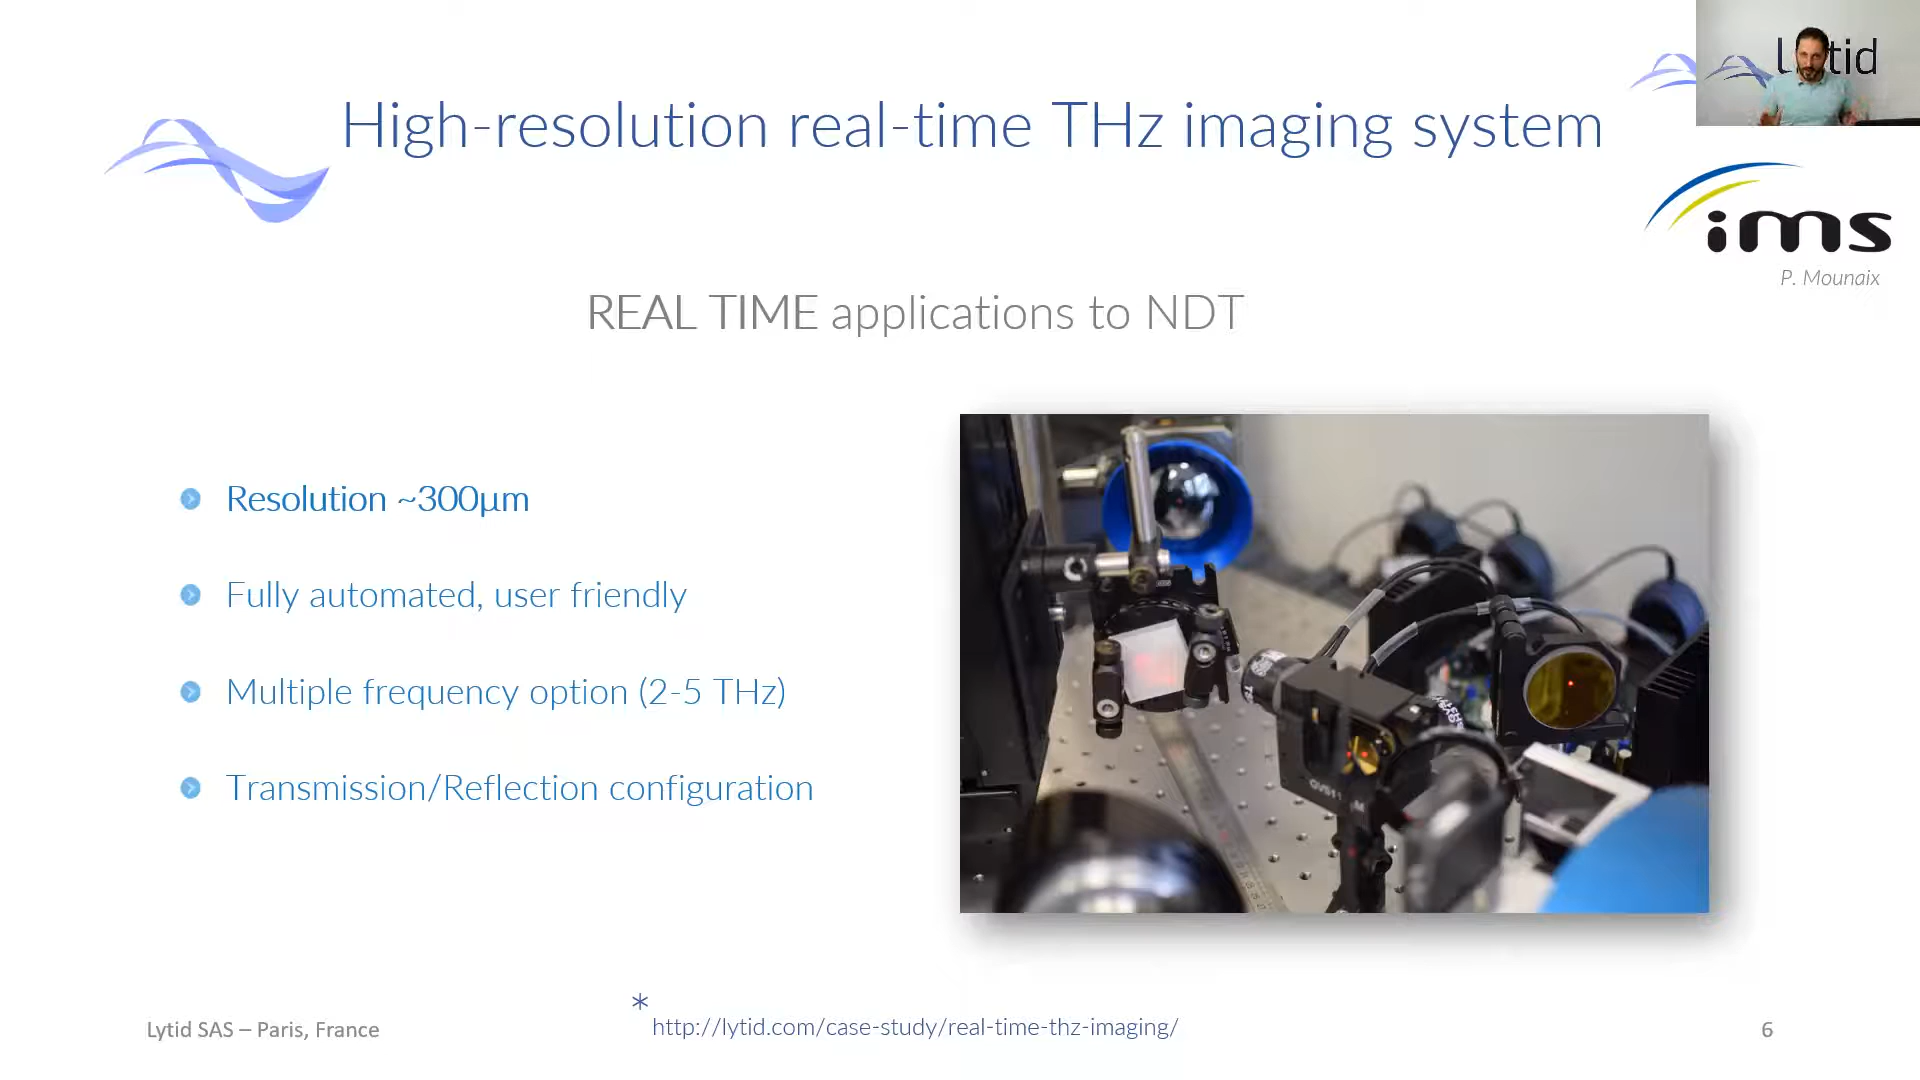 Lytid
High-resolution real-time THz imaging system
ims
P. Mounaix
REAL TIME applications to NDT
Resolution ~300µm
Fully automated, user friendly
Multiple frequency option (2-5 THz)
Transmission/Reflection configuration
* http://lytid.com/case-study/real-time-thz-imaging/
Lytid SAS – Paris, France
6